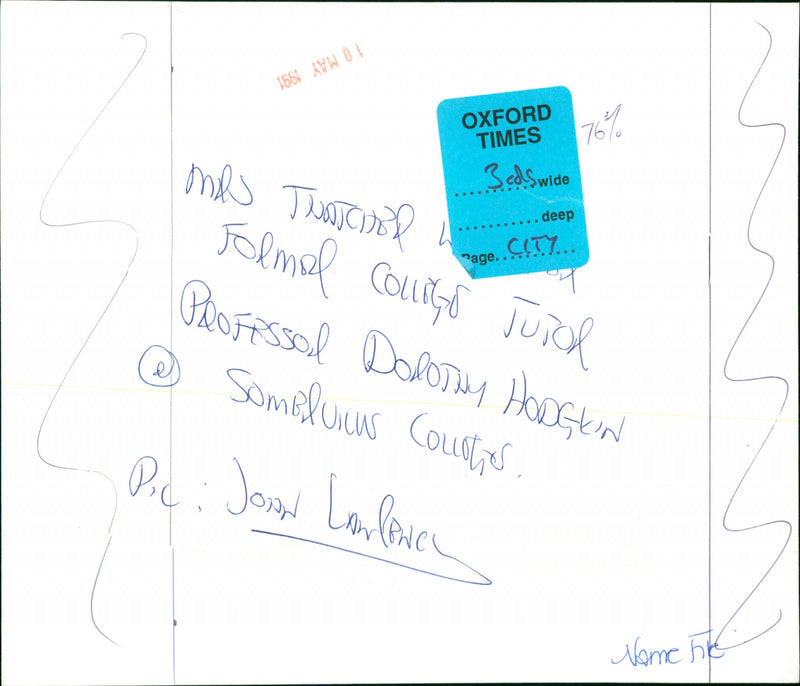 10 MAY 1991
OXFORD
TIMES
3 cols wide
deep
Page CITY
76%
MRS THATCHER
FORMER COLLEGE TUTOR
PROFESSOR DOROTHY HODGKIN
@ SOMERVILLE COLLEGE.
Pic: JOHN LAWRENCE
Name File